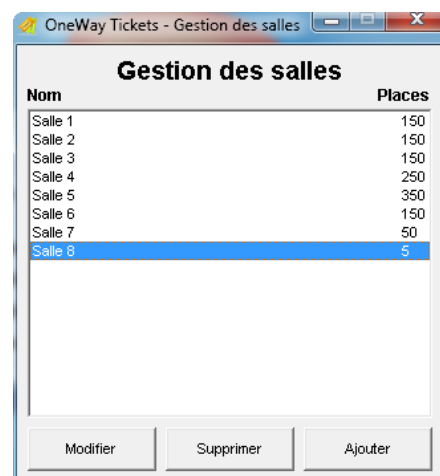 OneWay Tickets - Gestion des salles
Gestion des salles
Nom Places
Salle 1 150
Salle 2 150
Salle 3 150
Salle 4 250
Salle 5 350
Salle 6 150
Salle 7 50
Salle 8 5
Modifier Supprimer Ajouter